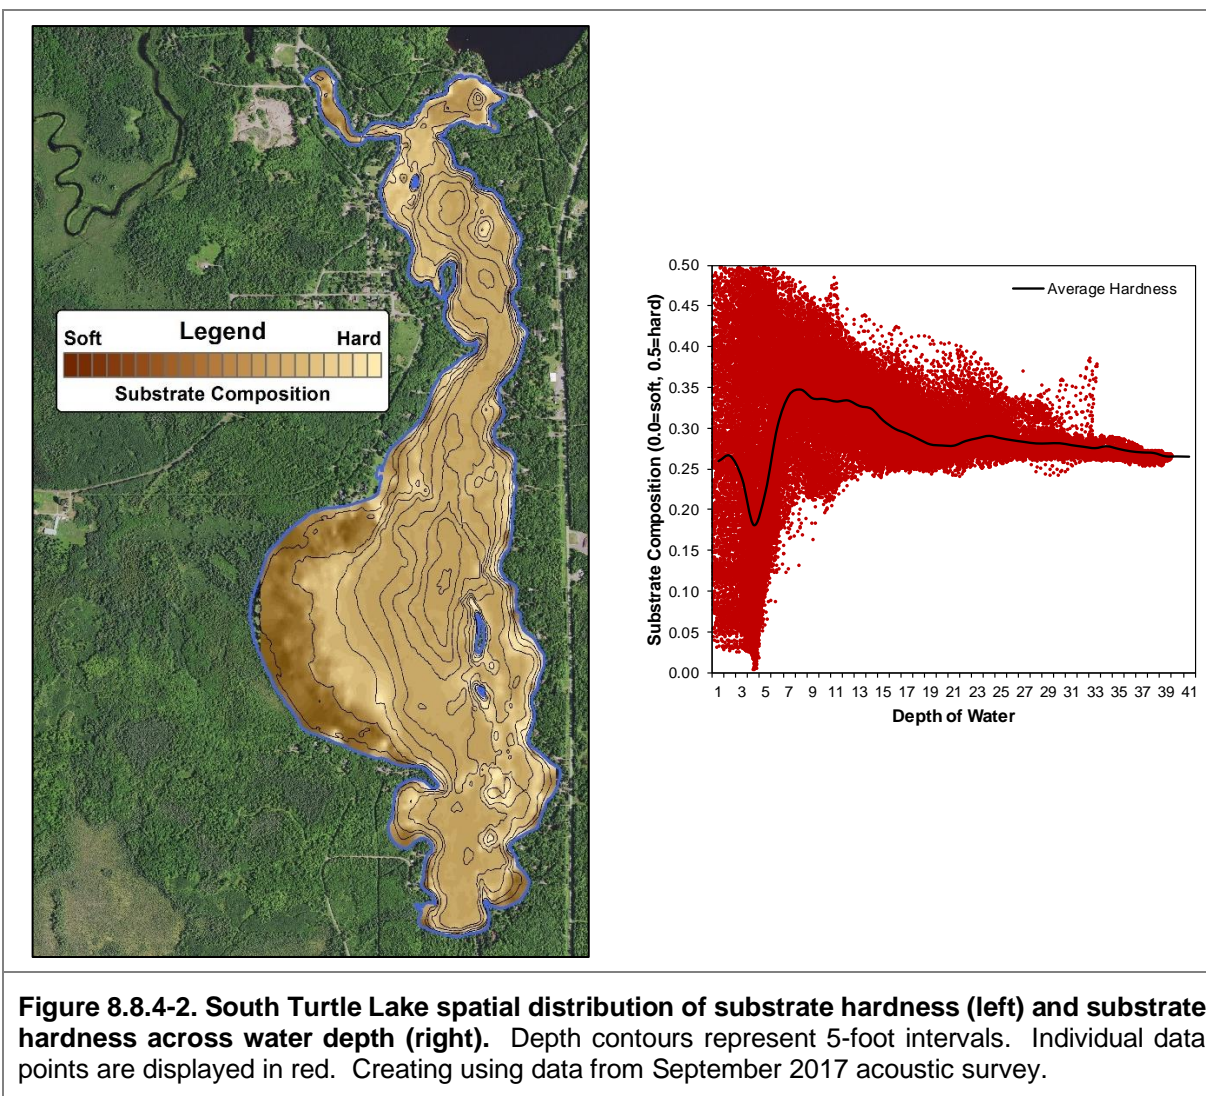 Legend
Soft
Hard
Substrate Composition
Substrate Composition (0.0=soft, 0.5=hard)
0.50
0.45
0.40
0.35
0.30
0.25
0.20
0.15
0.10
0.05
0.00
Average Hardness
1 3 5 7 9 11 13 15 17 19 21 23 25 27 29 31 33 35 37 39 41
Depth of Water
Figure 8.8.4-2. South Turtle Lake spatial distribution of substrate hardness (left) and substrate
hardness across water depth (right). Depth contours represent 5-foot intervals. Individual data
points are displayed in red. Creating using data from September 2017 acoustic survey.